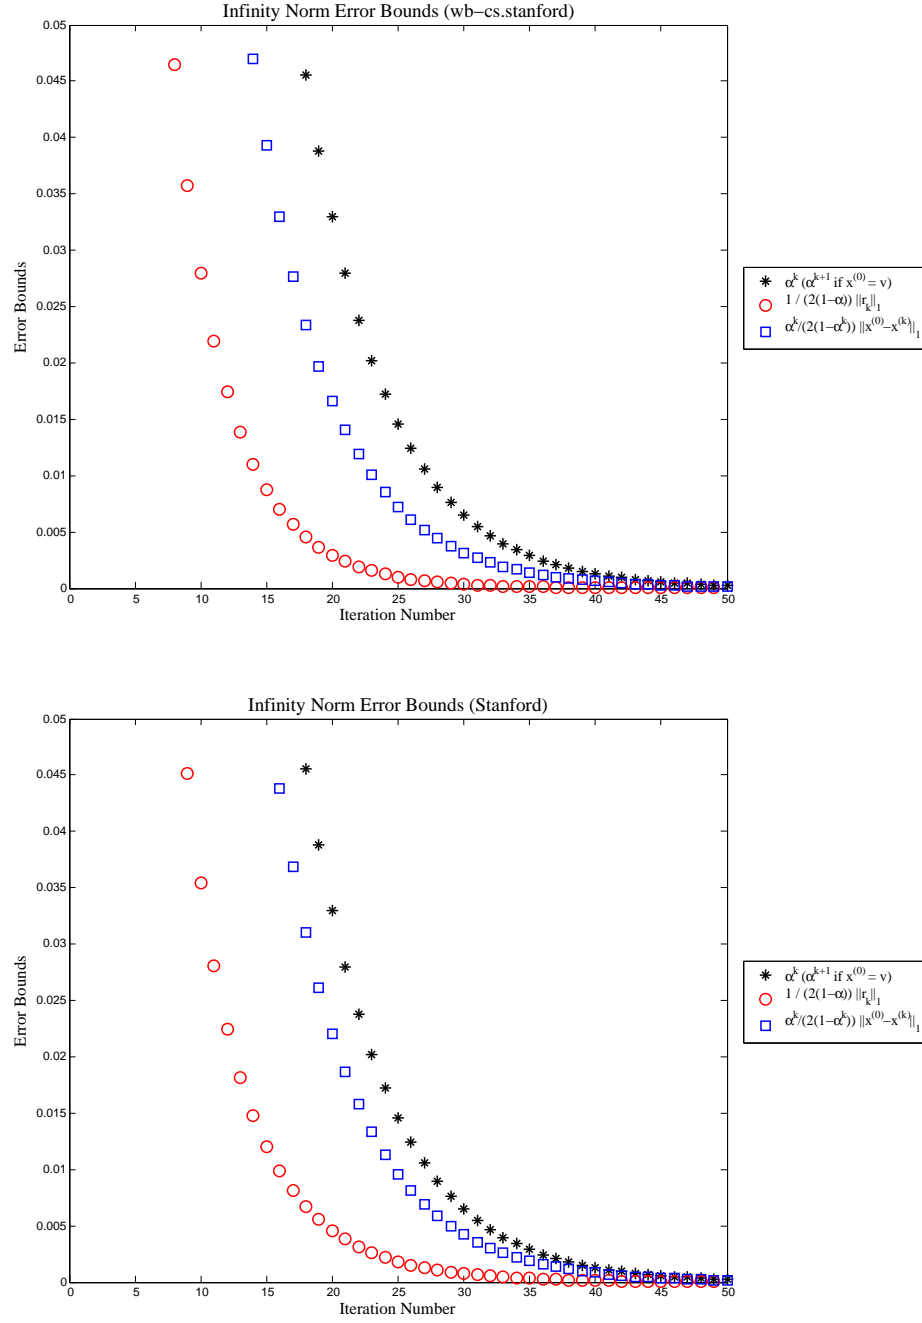 Infinity Norm Error Bounds (wb−cs.stanford)
0.05
0.045
0.04
0.035
0.03
0.025
0.02
0.015
0.01
0.005
0
Error Bounds
0 5 10 15 20 25 30 35 40 45 50
Iteration Number
α^k (α^{k+1} if x^{(0)} = v)
1 / (2(1−α)) ||r_k||_1
α^k/(2(1−α^k)) ||x^{(0)}−x^{(k)}||_1
Infinity Norm Error Bounds (Stanford)
0.05
0.045
0.04
0.035
0.03
0.025
0.02
0.015
0.01
0.005
0
Error Bounds
0 5 10 15 20 25 30 35 40 45 50
Iteration Number
α^k (α^{k+1} if x^{(0)} = v)
1 / (2(1−α)) ||r_k||_1
α^k/(2(1−α^k)) ||x^{(0)}−x^{(k)}||_1